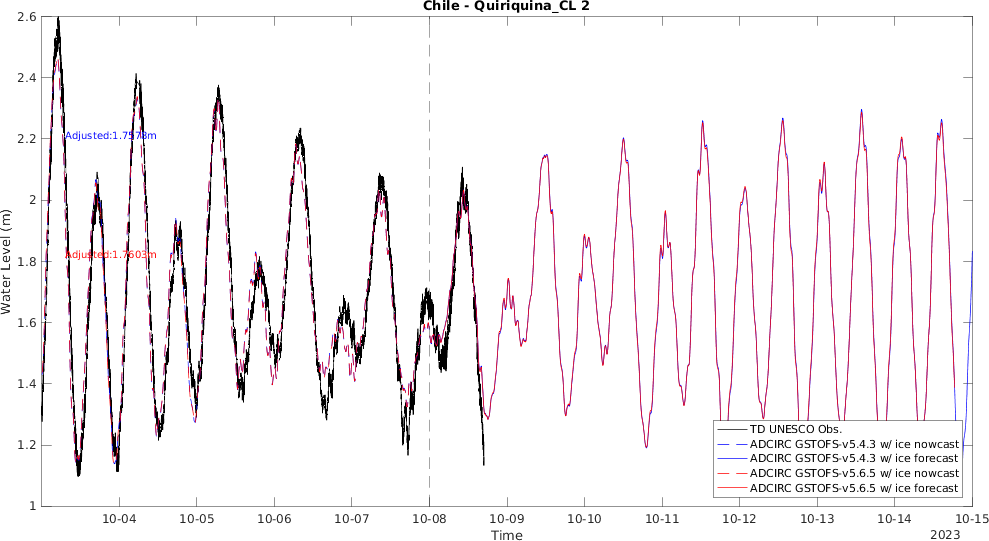 Chile - Quiriquina_CL 2
2.6
2.4
2.2
2
1.8
1.6
1.4
1.2
1
Water Level (m)
Adjusted:1.7578m
Adjusted:1.7603m
10-04
10-05
10-06
10-07
10-08
10-09
10-10
10-11
10-12
10-13
10-14
10-15
Time
2023
TD UNESCO Obs.
ADCIRC GSTOFS-v5.4.3 w/ ice nowcast
ADCIRC GSTOFS-v5.4.3 w/ ice forecast
ADCIRC GSTOFS-v5.6.5 w/ ice nowcast
ADCIRC GSTOFS-v5.6.5 w/ ice forecast